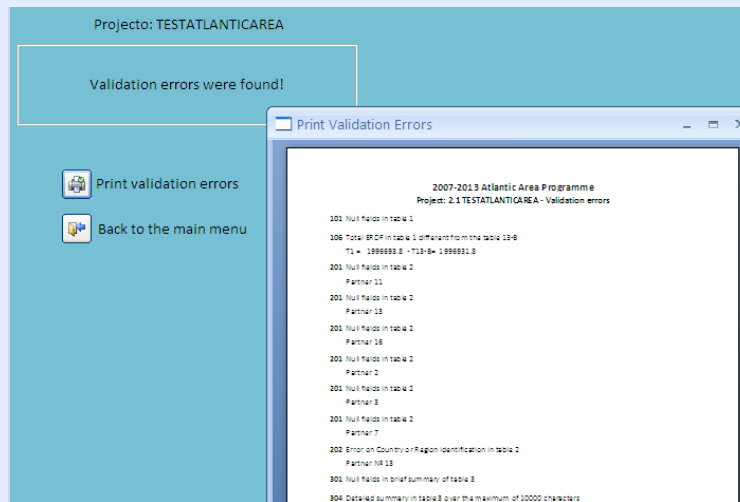 Projecto: TESTATLANTICAREA
Validation errors were found!
Print validation errors
Back to the main menu
Print Validation Errors
2007-2013 Atlantic Area Programme
Project: 2.1 TESTATLANTICAREA - Validation errors
101 Null fields in table 1
106 Total ERDF in table 1 different from the table 13-B
T1 = 1996693.8 - T13-B= 1996931.8
201 Null fields in table 2
Partner 11
201 Null fields in table 2
Partner 13
201 Null fields in table 2
Partner 16
201 Null fields in table 2
Partner 2
201 Null fields in table 2
Partner 3
201 Null fields in table 2
Partner 7
202 Error on Country or Region identification in table 2
Partner Nº 13
301 Null fields in brief summary of table 3
304 Detailed summary in table 3 over the maximum of 10000 characters